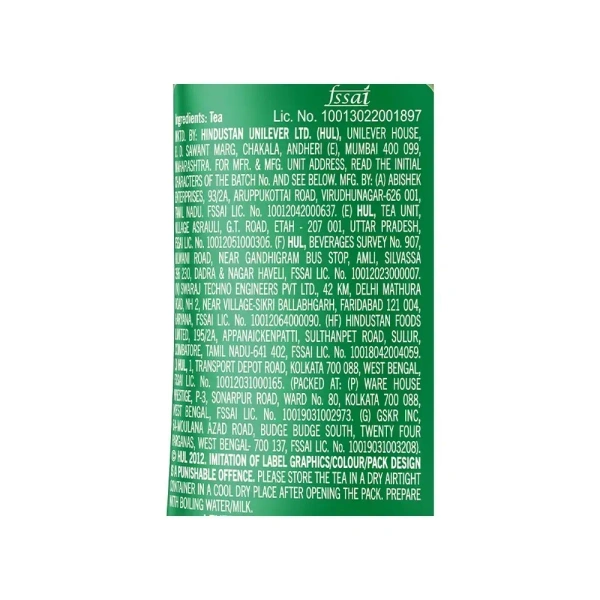 fssai
Ingredients: Tea
Lic. No. 10013022001897
MKTD. BY: HINDUSTAN UNILEVER LTD. (HUL), UNILEVER HOUSE,
D. SAWANT MARG, CHAKALA, ANDHERI (E), MUMBAI 400 099,
MAHARASHTRA. FOR MFR. & MFG. UNIT ADDRESS, READ THE INITIAL
CHARACTERS OF THE BATCH No. AND SEE BELOW. MFG. BY: (A) ABISHEK
ENTERPRISES, 93/2A, ARUPPUKOTTAI ROAD, VIRUDHUNAGAR-626 001,
TAMIL NADU. FSSAI LIC. No. 10012042000637. (E) HUL, TEA UNIT,
VILLAGE ASRAULI, G.T. ROAD, ETAH - 207 001, UTTAR PRADESH,
FSSAI LIC. No. 10012051000306. (F) HUL, BEVERAGES SURVEY No. 907,
NEAR GANDHIGRAM BUS STOP, AMLI, SILVASSA
396 230, DADRA & NAGAR HAVELI, FSSAI LIC. No. 10012023000007.
SWARAJ TECHNO ENGINEERS PVT LTD., 42 KM, DELHI MATHURA
ROAD, NH 2, NEAR VILLAGE-SIKRI BALLABHGARH, FARIDABAD 121 004,
HARYANA, FSSAI LIC. No. 10012064000090. (HF) HINDUSTAN FOODS
LIMITED, 195/2A, APPANAICKENPATTI, SULTHANPET ROAD, SULUR,
COIMBATORE, TAMIL NADU-641 402, FSSAI LIC. No. 10018042004059.
HUL, 1, TRANSPORT DEPOT ROAD, KOLKATA 700 088, WEST BENGAL,
FSSAI LIC. No. 10012031000165. (PACKED AT: (P) WARE HOUSE
PRESTIGE, P-3, SONARPUR ROAD, WARD No. 80, KOLKATA 700 088,
WEST BENGAL, FSSAI LIC. No. 10019031002973. (G) GSKR INC,
MOULANA AZAD ROAD, BUDGE BUDGE SOUTH, TWENTY FOUR
PARGANAS, WEST BENGAL- 700 137, FSSAI LIC. No. 10019031003208).
© HUL 2012. IMITATION OF LABEL GRAPHICS/COLOUR/PACK DESIGN
IS A PUNISHABLE OFFENCE. PLEASE STORE THE TEA IN A DRY AIRTIGHT
CONTAINER IN A COOL DRY PLACE AFTER OPENING THE PACK. PREPARE
WITH BOILING WATER/MILK.